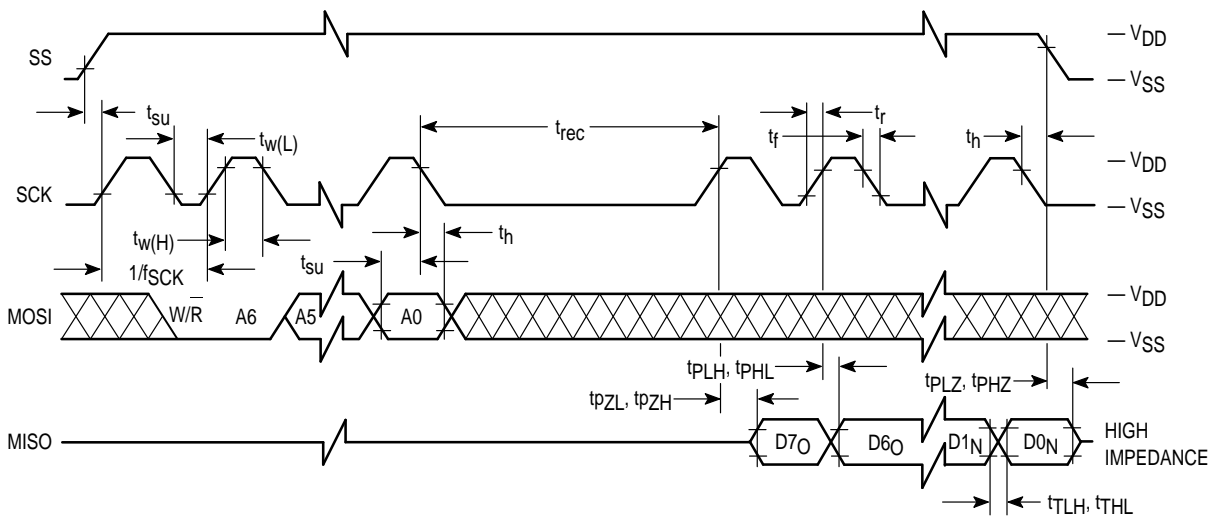 SS
VDD
VSS
tsu
tw(L)
trec
tf
tr
th
SCK
VDD
VSS
tw(H)
1/fSCK
tsu
th
MOSI
W/R̅
A6
A5
A0
VDD
VSS
tPLH, tPHL
tPZL, tPZH
tPLZ, tPHZ
MISO
D7O
D6O
D1N
D0N
HIGH
IMPEDANCE
tTLH, tTHL